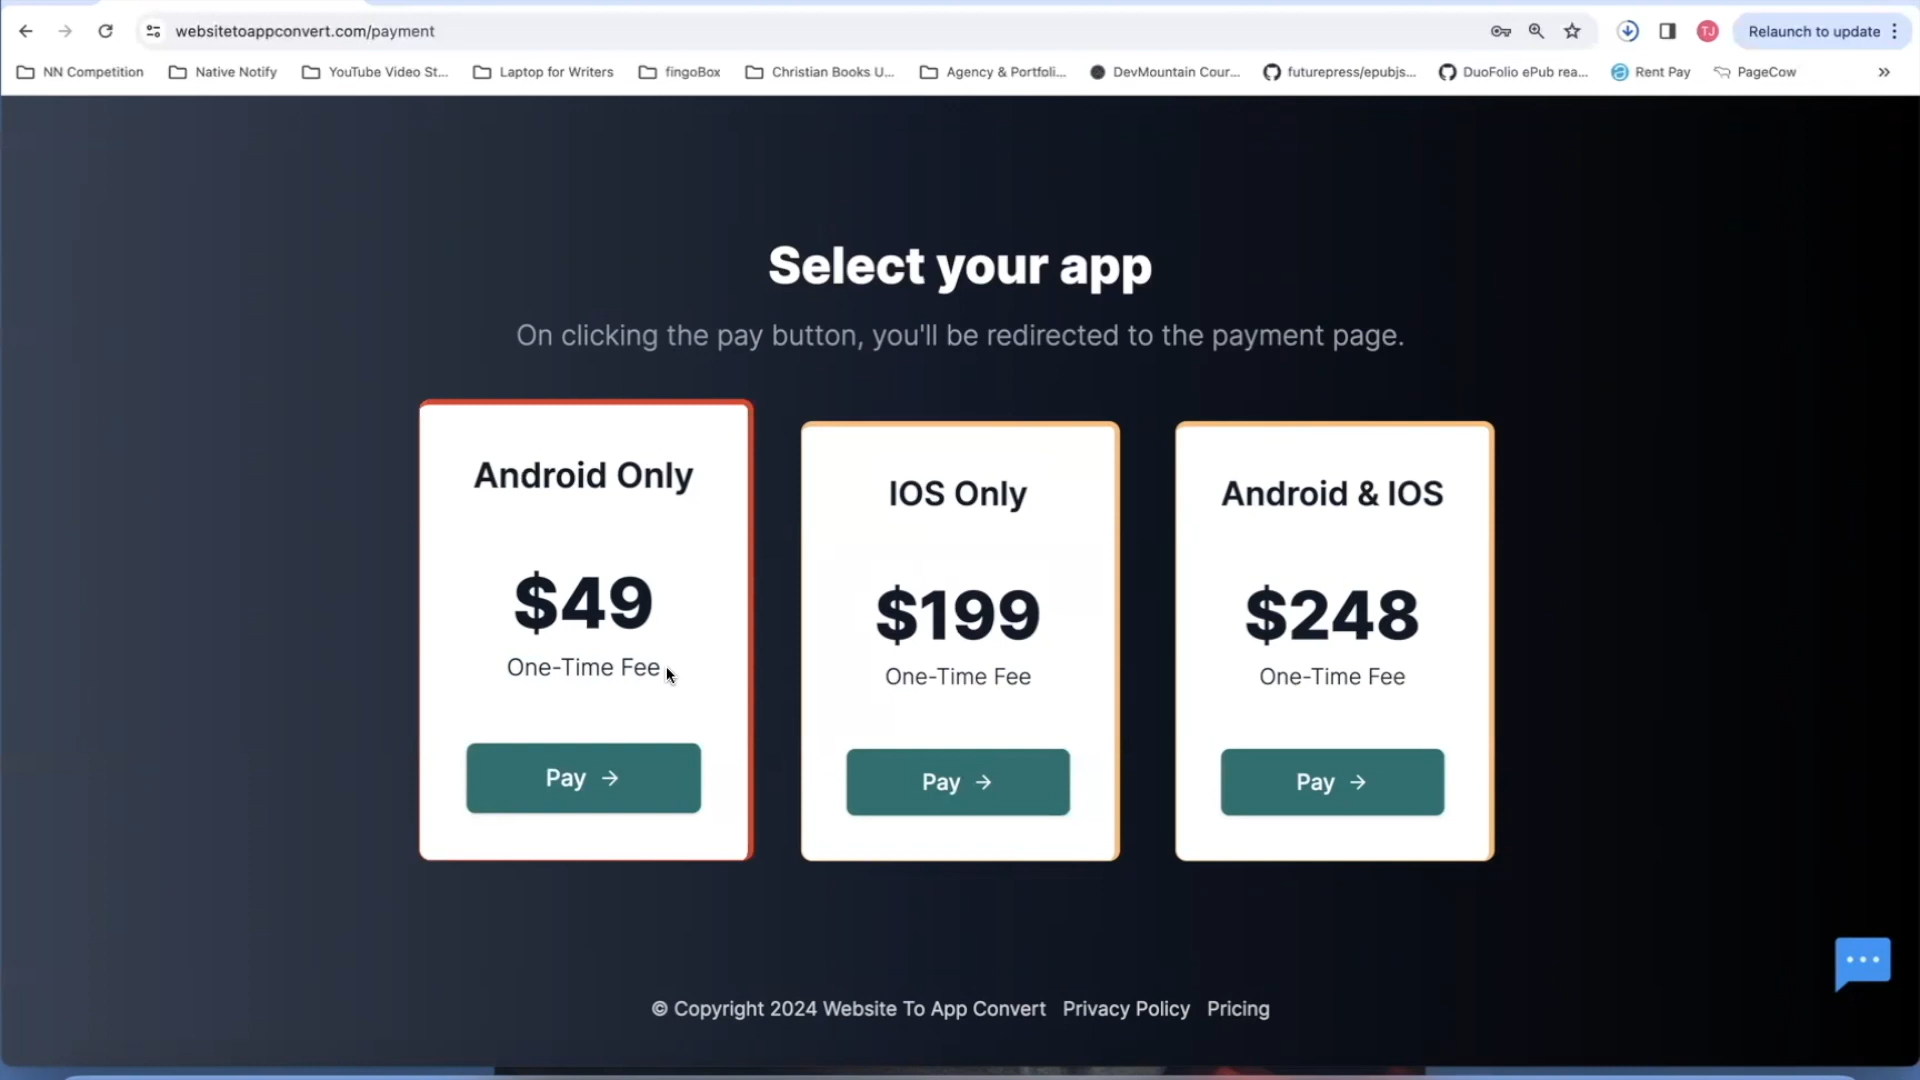 websitetoappconvert.com/payment
TJ
Relaunch to update
NN Competition
Native Notify
YouTube Video St...
Laptop for Writers
fingoBox
Christian Books U...
Agency & Portfoli...
DevMountain Cour...
futurepress/epubjs...
DuoFolio ePub rea...
Rent Pay
PageCow
Select your app
On clicking the pay button, you'll be redirected to the payment page.
Android Only
$49
One-Time Fee
Pay →
IOS Only
$199
One-Time Fee
Pay →
Android & IOS
$248
One-Time Fee
Pay →
© Copyright 2024 Website To App Convert Privacy Policy Pricing